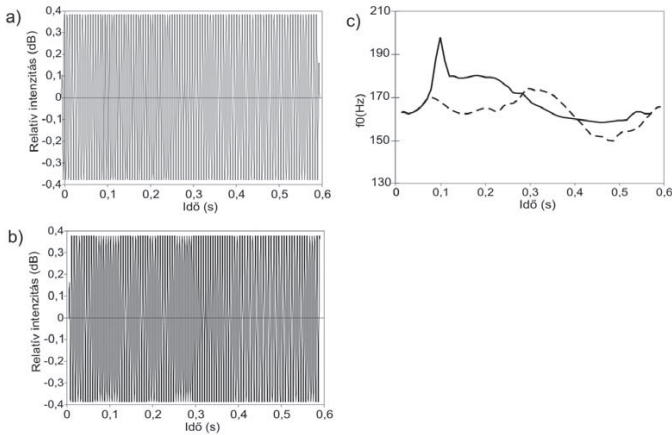 a)
Relatív intenzitás (dB)
0,4
0,3
0,2
0,1
0
-0,1
-0,2
-0,3
-0,4
0 0,1 0,2 0,3 0,4 0,5 0,6
Idő (s)
b)
Relatív intenzitás (dB)
0,4
0,3
0,2
0,1
0
-0,1
-0,2
-0,3
-0,4
0 0,1 0,2 0,3 0,4 0,5 0,6
Idő (s)
c)
f0(Hz)
210
190
170
150
130
0 0,1 0,2 0,3 0,4 0,5 0,6
Idő (s)